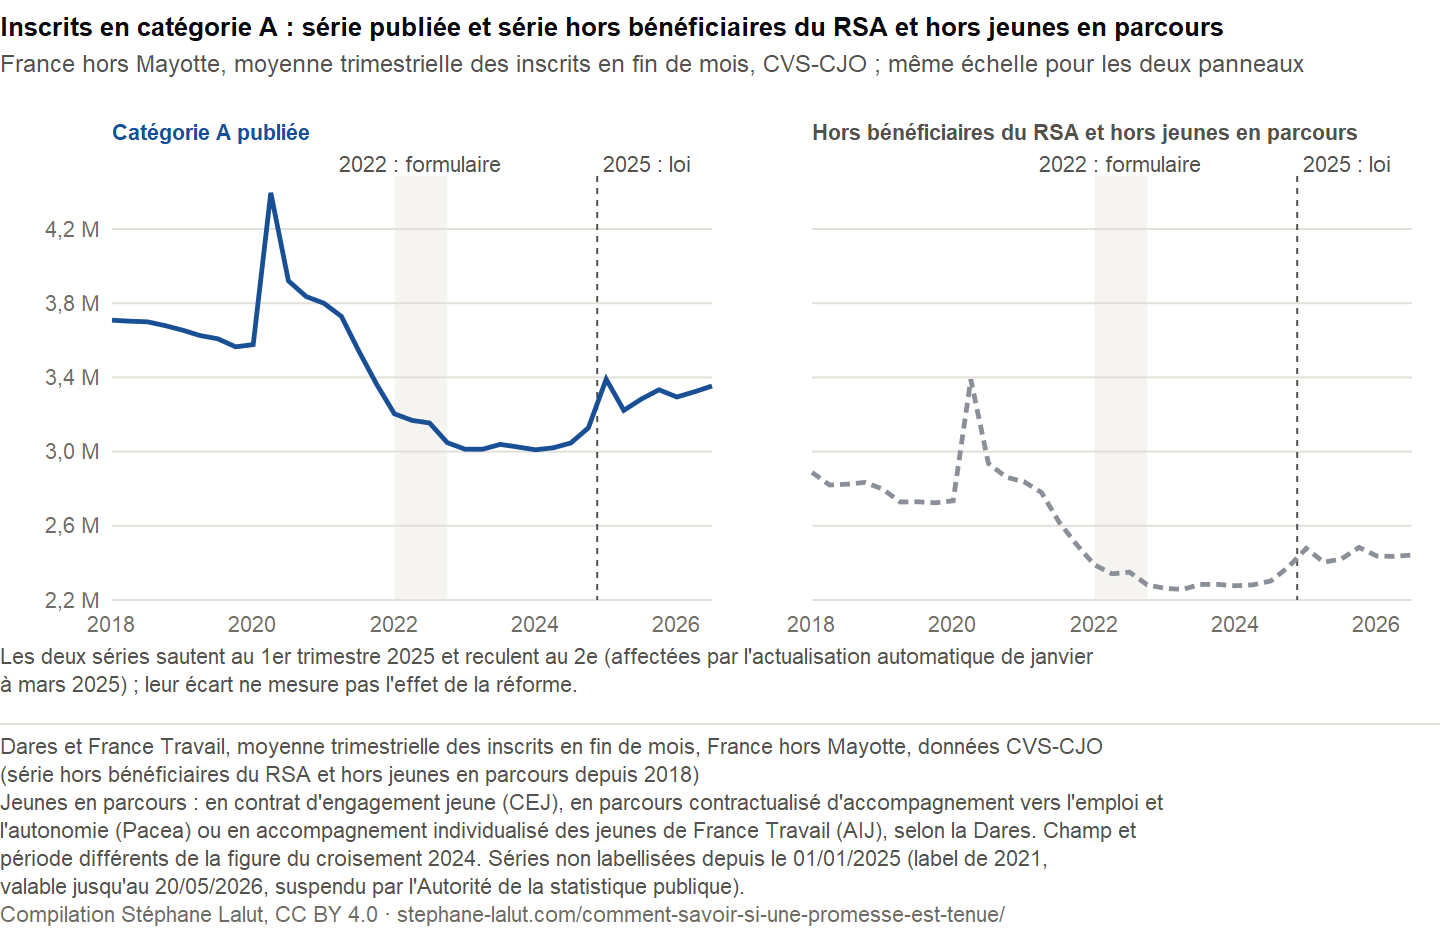 Inscrits en catégorie A : série publiée et série hors bénéficiaires du RSA et hors jeunes en parcours
France hors Mayotte, moyenne trimestrielle des inscrits en fin de mois, CVS-CJO ; même échelle pour les deux panneaux
Catégorie A publiée
2022 : formulaire
2025 : loi
4,2 M
3,8 M
3,4 M
3,0 M
2,6 M
2,2 M
2018
2020
2022
2024
2026
Hors bénéficiaires du RSA et hors jeunes en parcours
2022 : formulaire
2025 : loi
2018
2020
2022
2024
2026
Les deux séries sautent au 1er trimestre 2025 et reculent au 2e (affectées par l'actualisation automatique de janvier
à mars 2025) ; leur écart ne mesure pas l'effet de la réforme.
Dares et France Travail, moyenne trimestrielle des inscrits en fin de mois, France hors Mayotte, données CVS-CJO
(série hors bénéficiaires du RSA et hors jeunes en parcours depuis 2018)
Jeunes en parcours : en contrat d'engagement jeune (CEJ), en parcours contractualisé d'accompagnement vers l'emploi et
l'autonomie (Pacea) ou en accompagnement individualisé des jeunes de France Travail (AIJ), selon la Dares. Champ et
période différents de la figure du croisement 2024. Séries non labellisées depuis le 01/01/2025 (label de 2021,
valable jusqu'au 20/05/2026, suspendu par l'Autorité de la statistique publique).
Compilation Stéphane Lalut, CC BY 4.0 · stephane-lalut.com/comment-savoir-si-une-promesse-est-tenue/